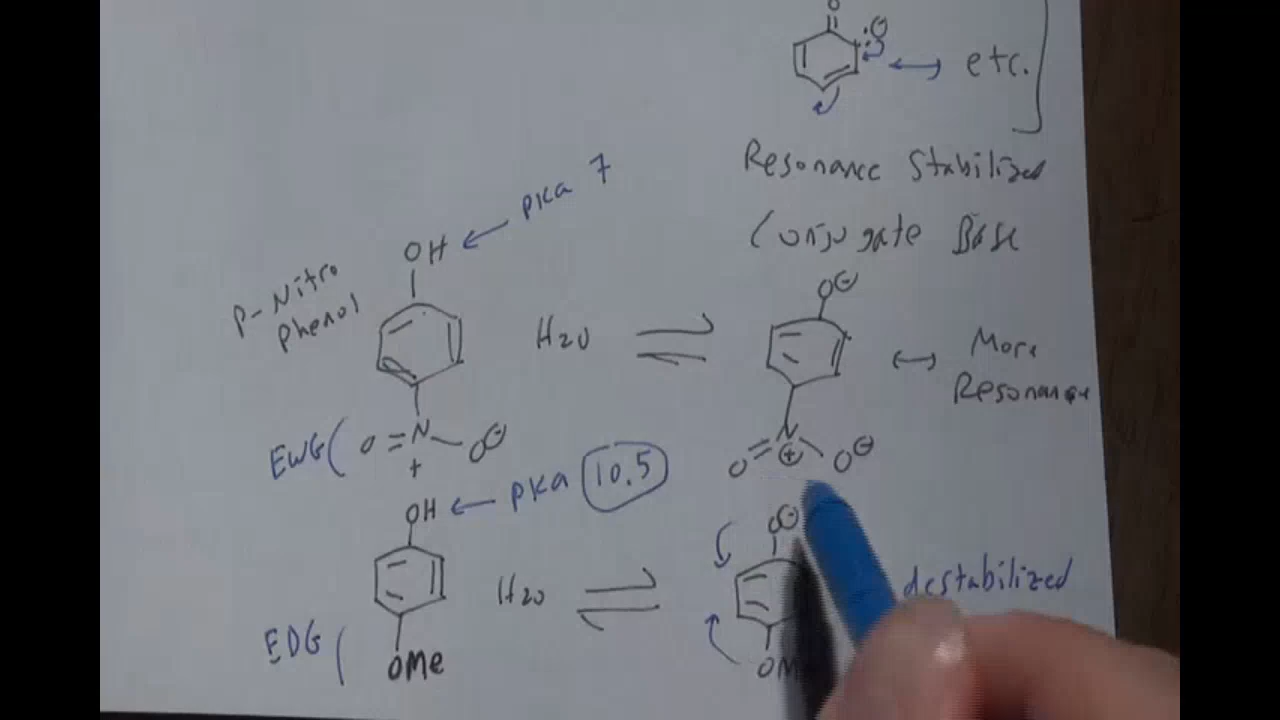 O
⊖
etc.
Resonance Stabilized
Conjugate Base
pKa 7
OH
P-Nitro
Phenol
H2O
O⊖
More
Resonance
EWG
O=N-O⊖
+
O N O⊖
⊕
OH
pKa 10.5
O⊖
H2O
destabilized
EDG
OMe
OM